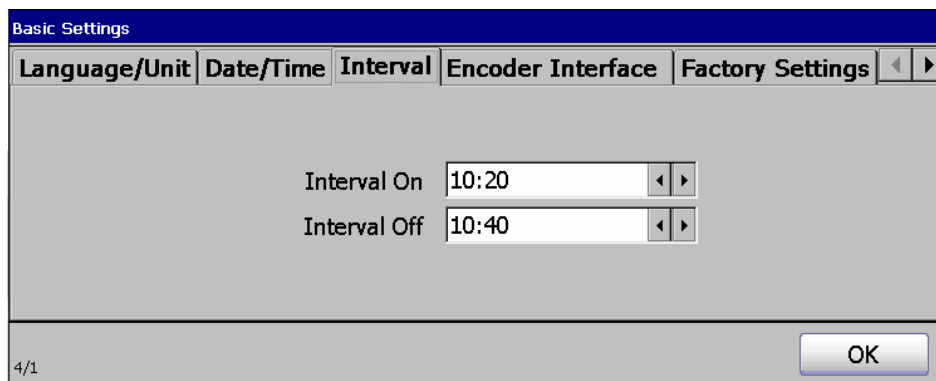 Basic Settings
Language/Unit Date/Time Interval Encoder Interface Factory Settings
Interval On 10:20
Interval Off 10:40
4/1 OK